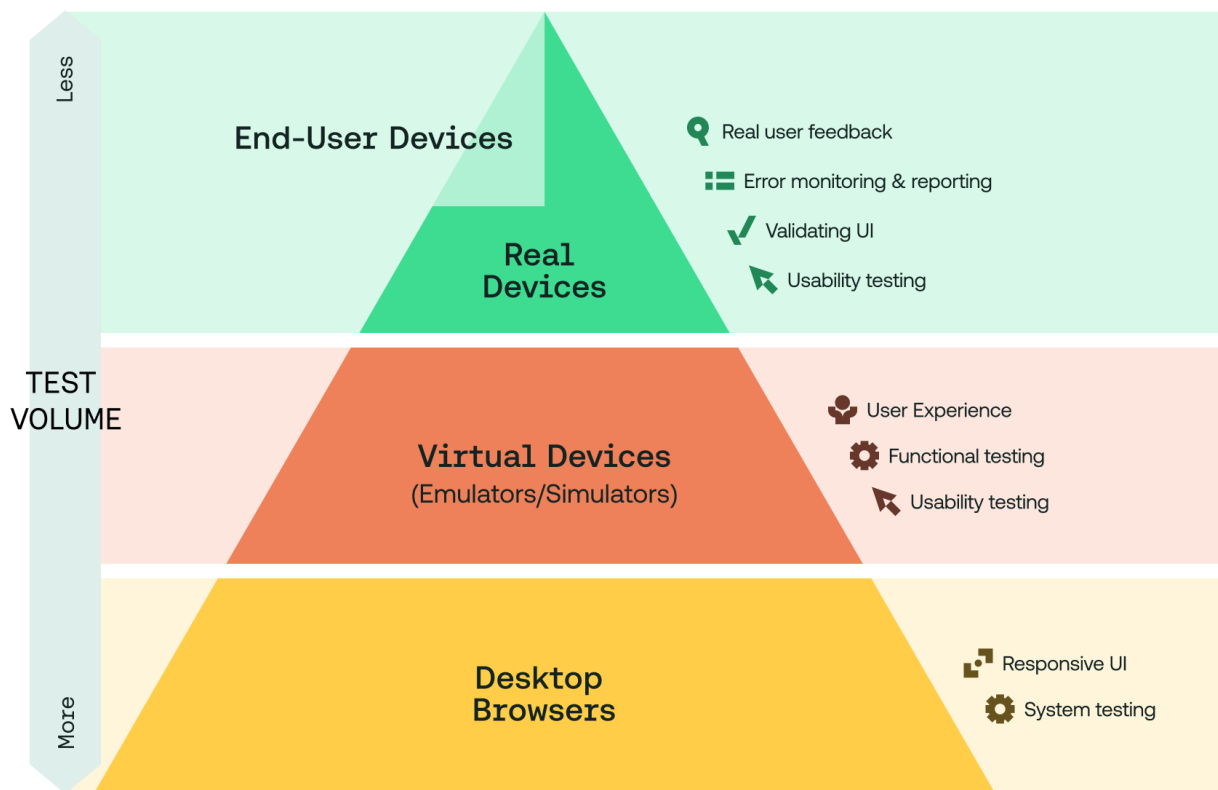 Less
End-User Devices
Real user feedback
Error monitoring & reporting
Validating UI
Usability testing
Real
Devices
TEST
VOLUME
Virtual Devices
(Emulators/Simulators)
User Experience
Functional testing
Usability testing
More
Desktop
Browsers
Responsive UI
System testing